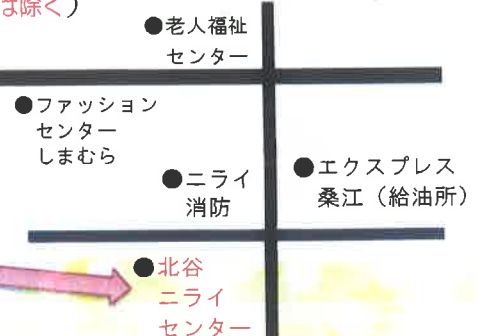 は除く)
●老人福祉
センター
●ファッション
センター
しまむら
●ニライ
消防
●エクスプレス
桑江（給油所）
●北谷
ニライ
センター